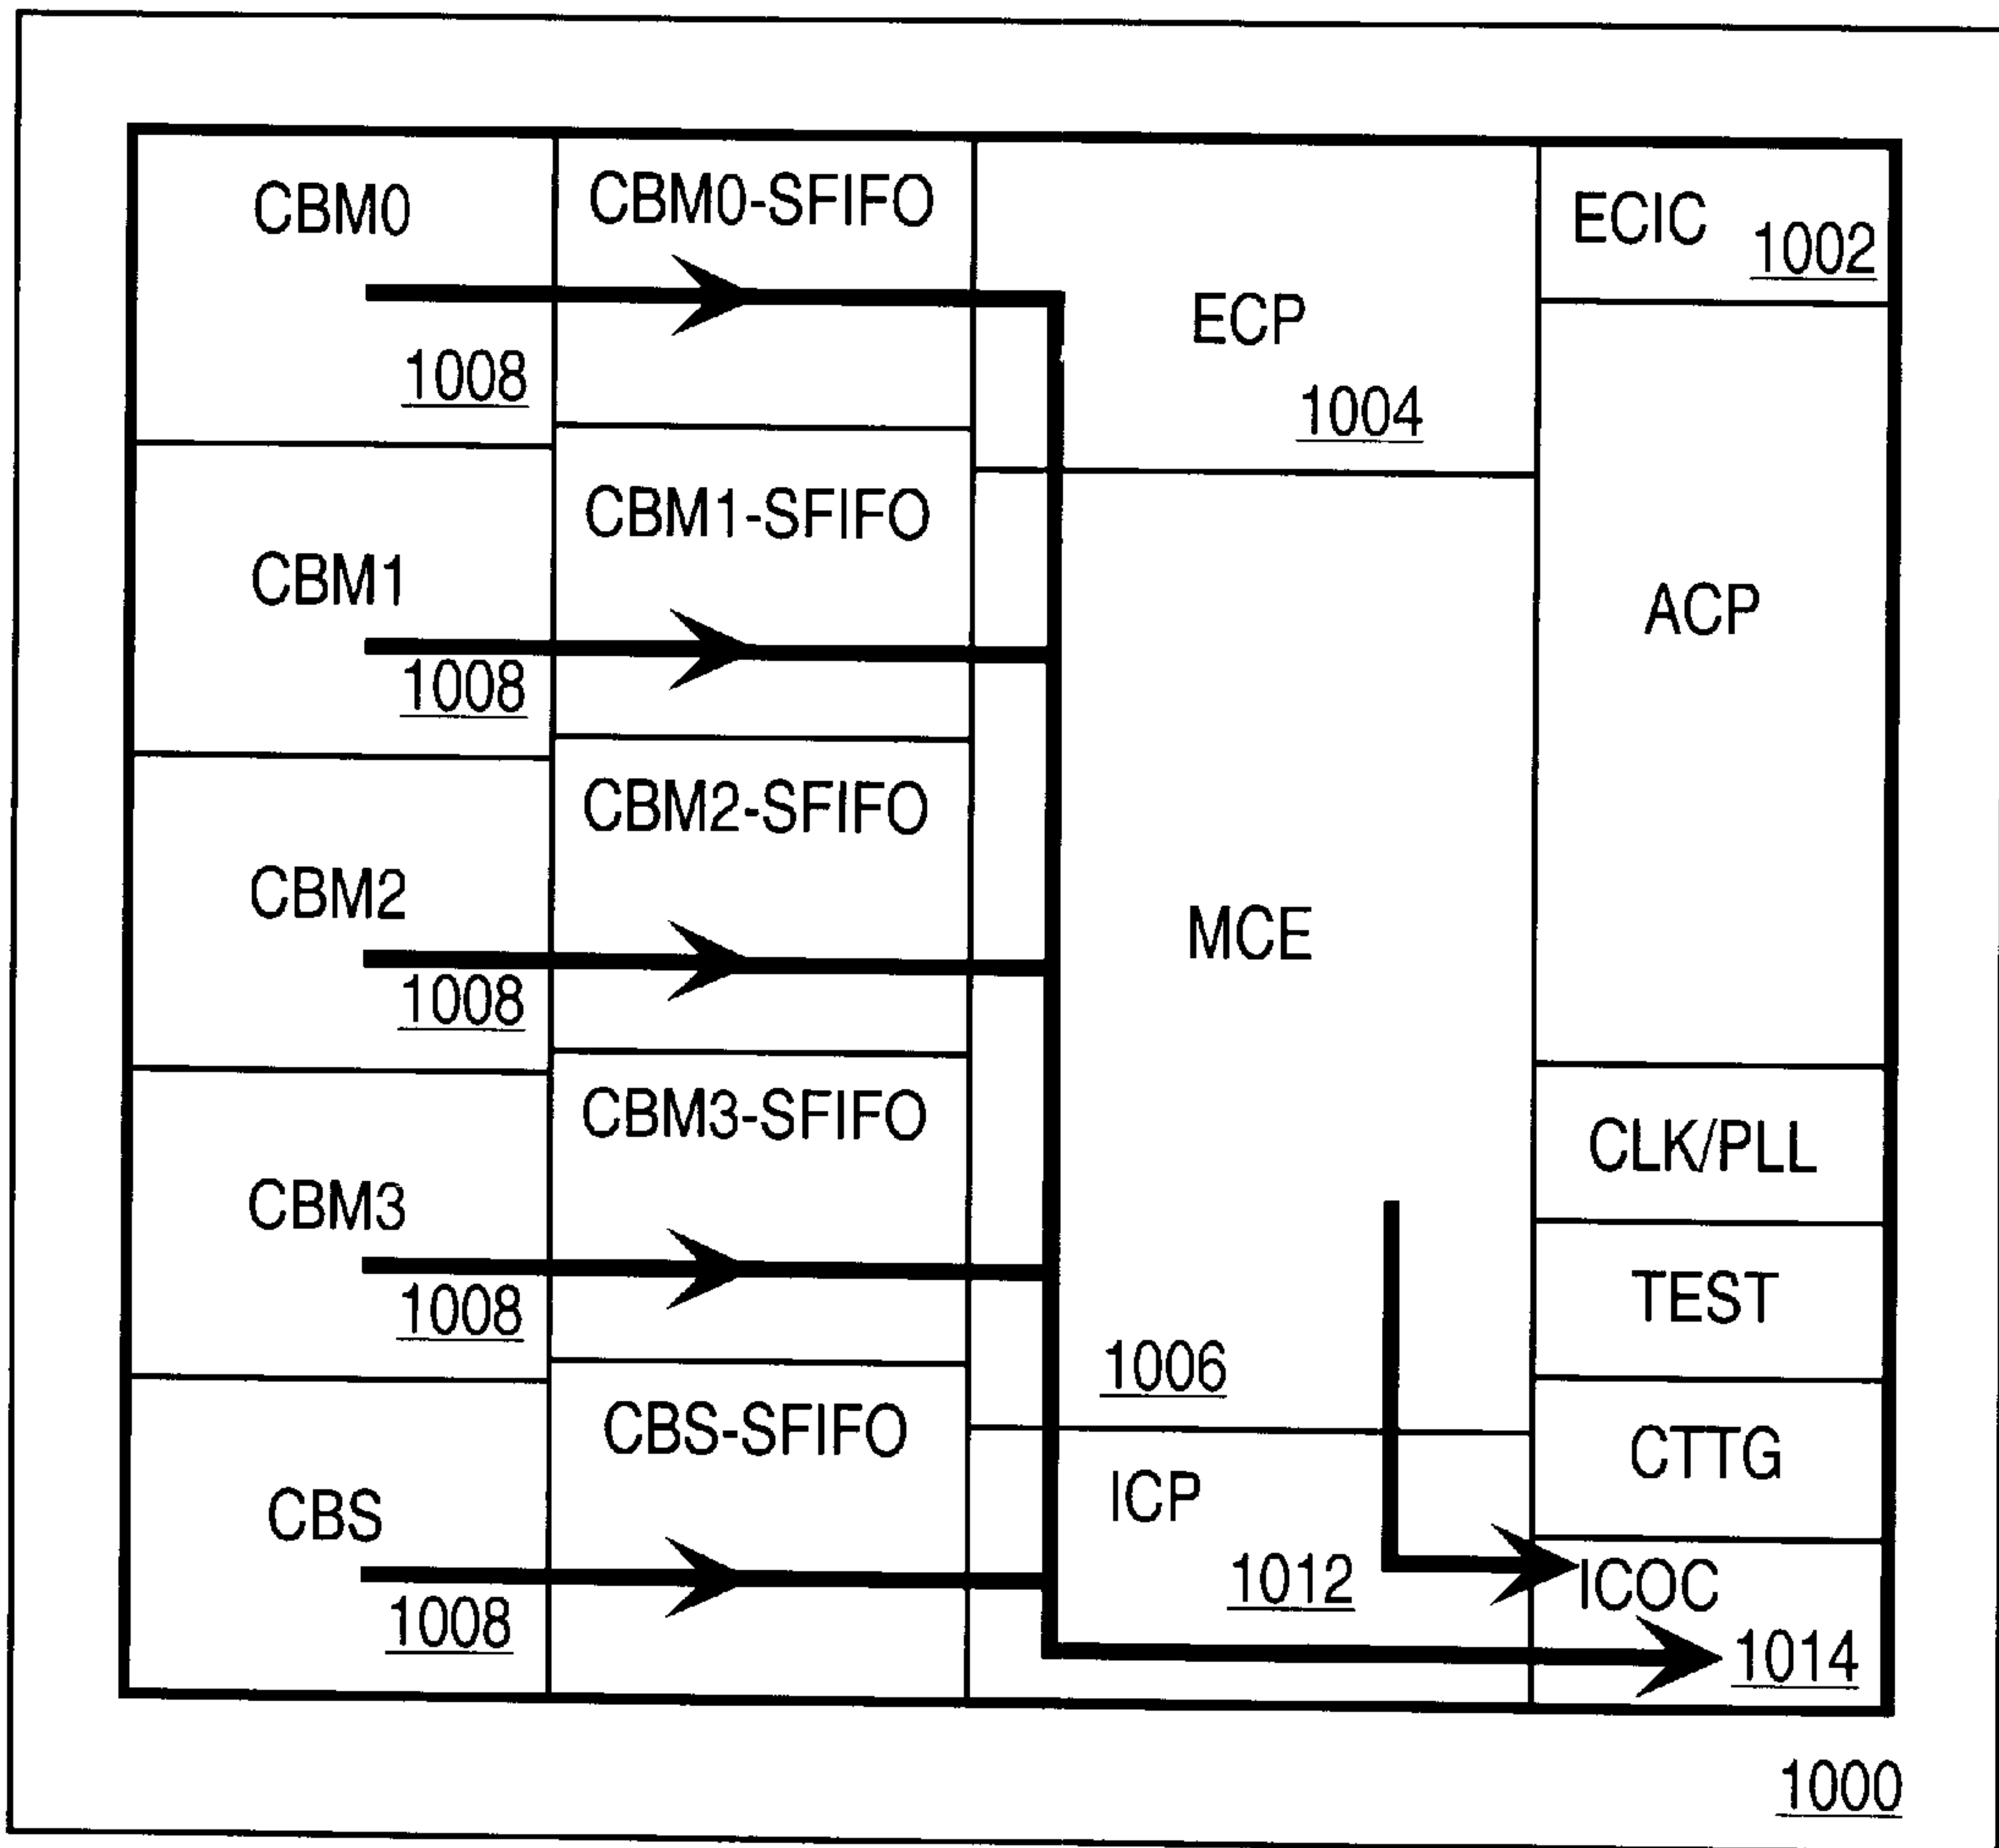 CBM0
1008
CBM1
1008
CBM2
1008
CBM3
1008
CBS
1008
CBM0-SFIFO
CBM1-SFIFO
CBM2-SFIFO
CBM3-SFIFO
CBS-SFIFO
ECP
1004
MCE
1006
ICP
1012
ECIC
1002
ACP
CLK/PLL
TEST
CTTG
ICOC
1014
1000